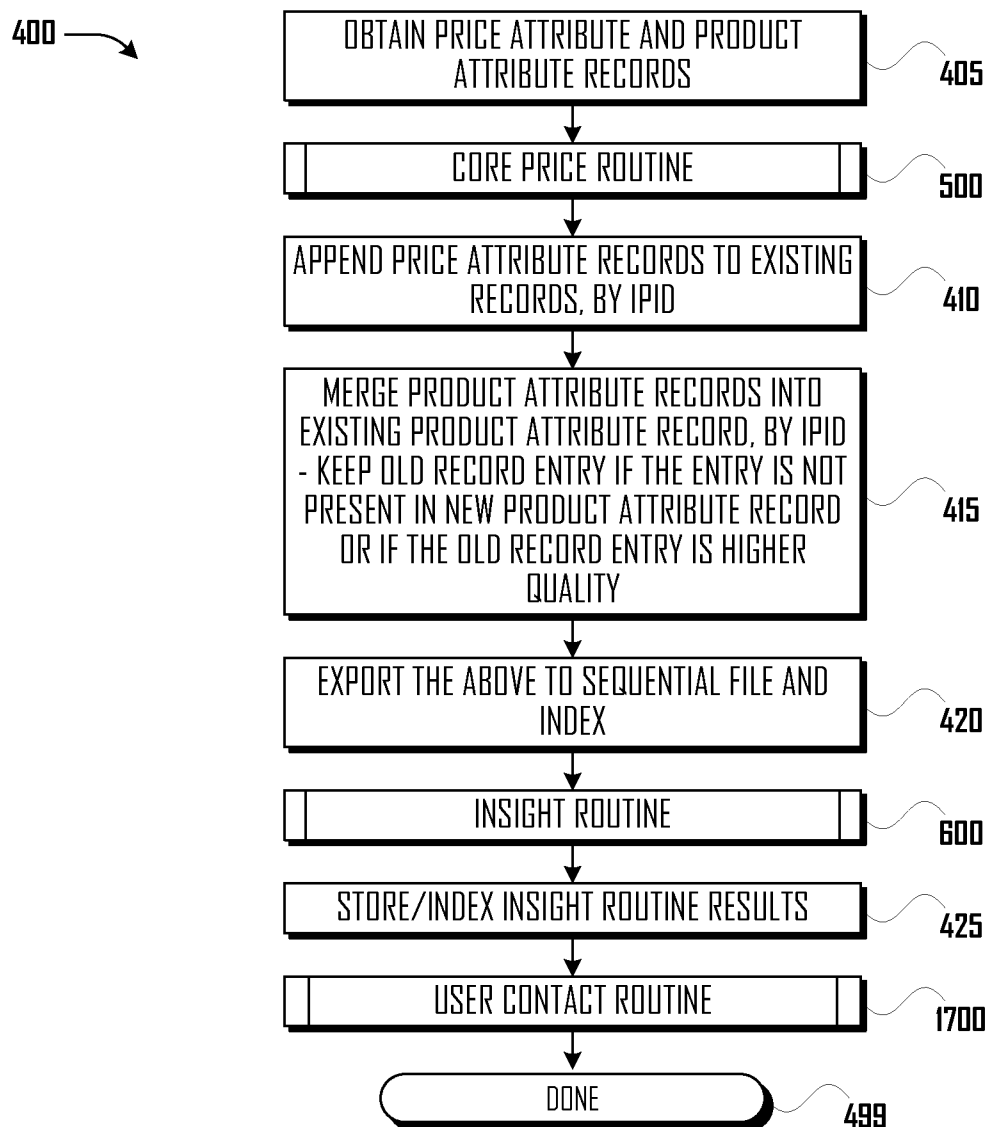 400
OBTAIN PRICE ATTRIBUTE AND PRODUCT
ATTRIBUTE RECORDS
405
CORE PRICE ROUTINE
500
APPEND PRICE ATTRIBUTE RECORDS TO EXISTING
RECORDS, BY IPID
410
MERGE PRODUCT ATTRIBUTE RECORDS INTO
EXISTING PRODUCT ATTRIBUTE RECORD, BY IPID
- KEEP OLD RECORD ENTRY IF THE ENTRY IS NOT
PRESENT IN NEW PRODUCT ATTRIBUTE RECORD
OR IF THE OLD RECORD ENTRY IS HIGHER
QUALITY
415
EXPORT THE ABOVE TO SEQUENTIAL FILE AND
INDEX
420
INSIGHT ROUTINE
600
STORE/INDEX INSIGHT ROUTINE RESULTS
425
USER CONTACT ROUTINE
1700
DONE
499